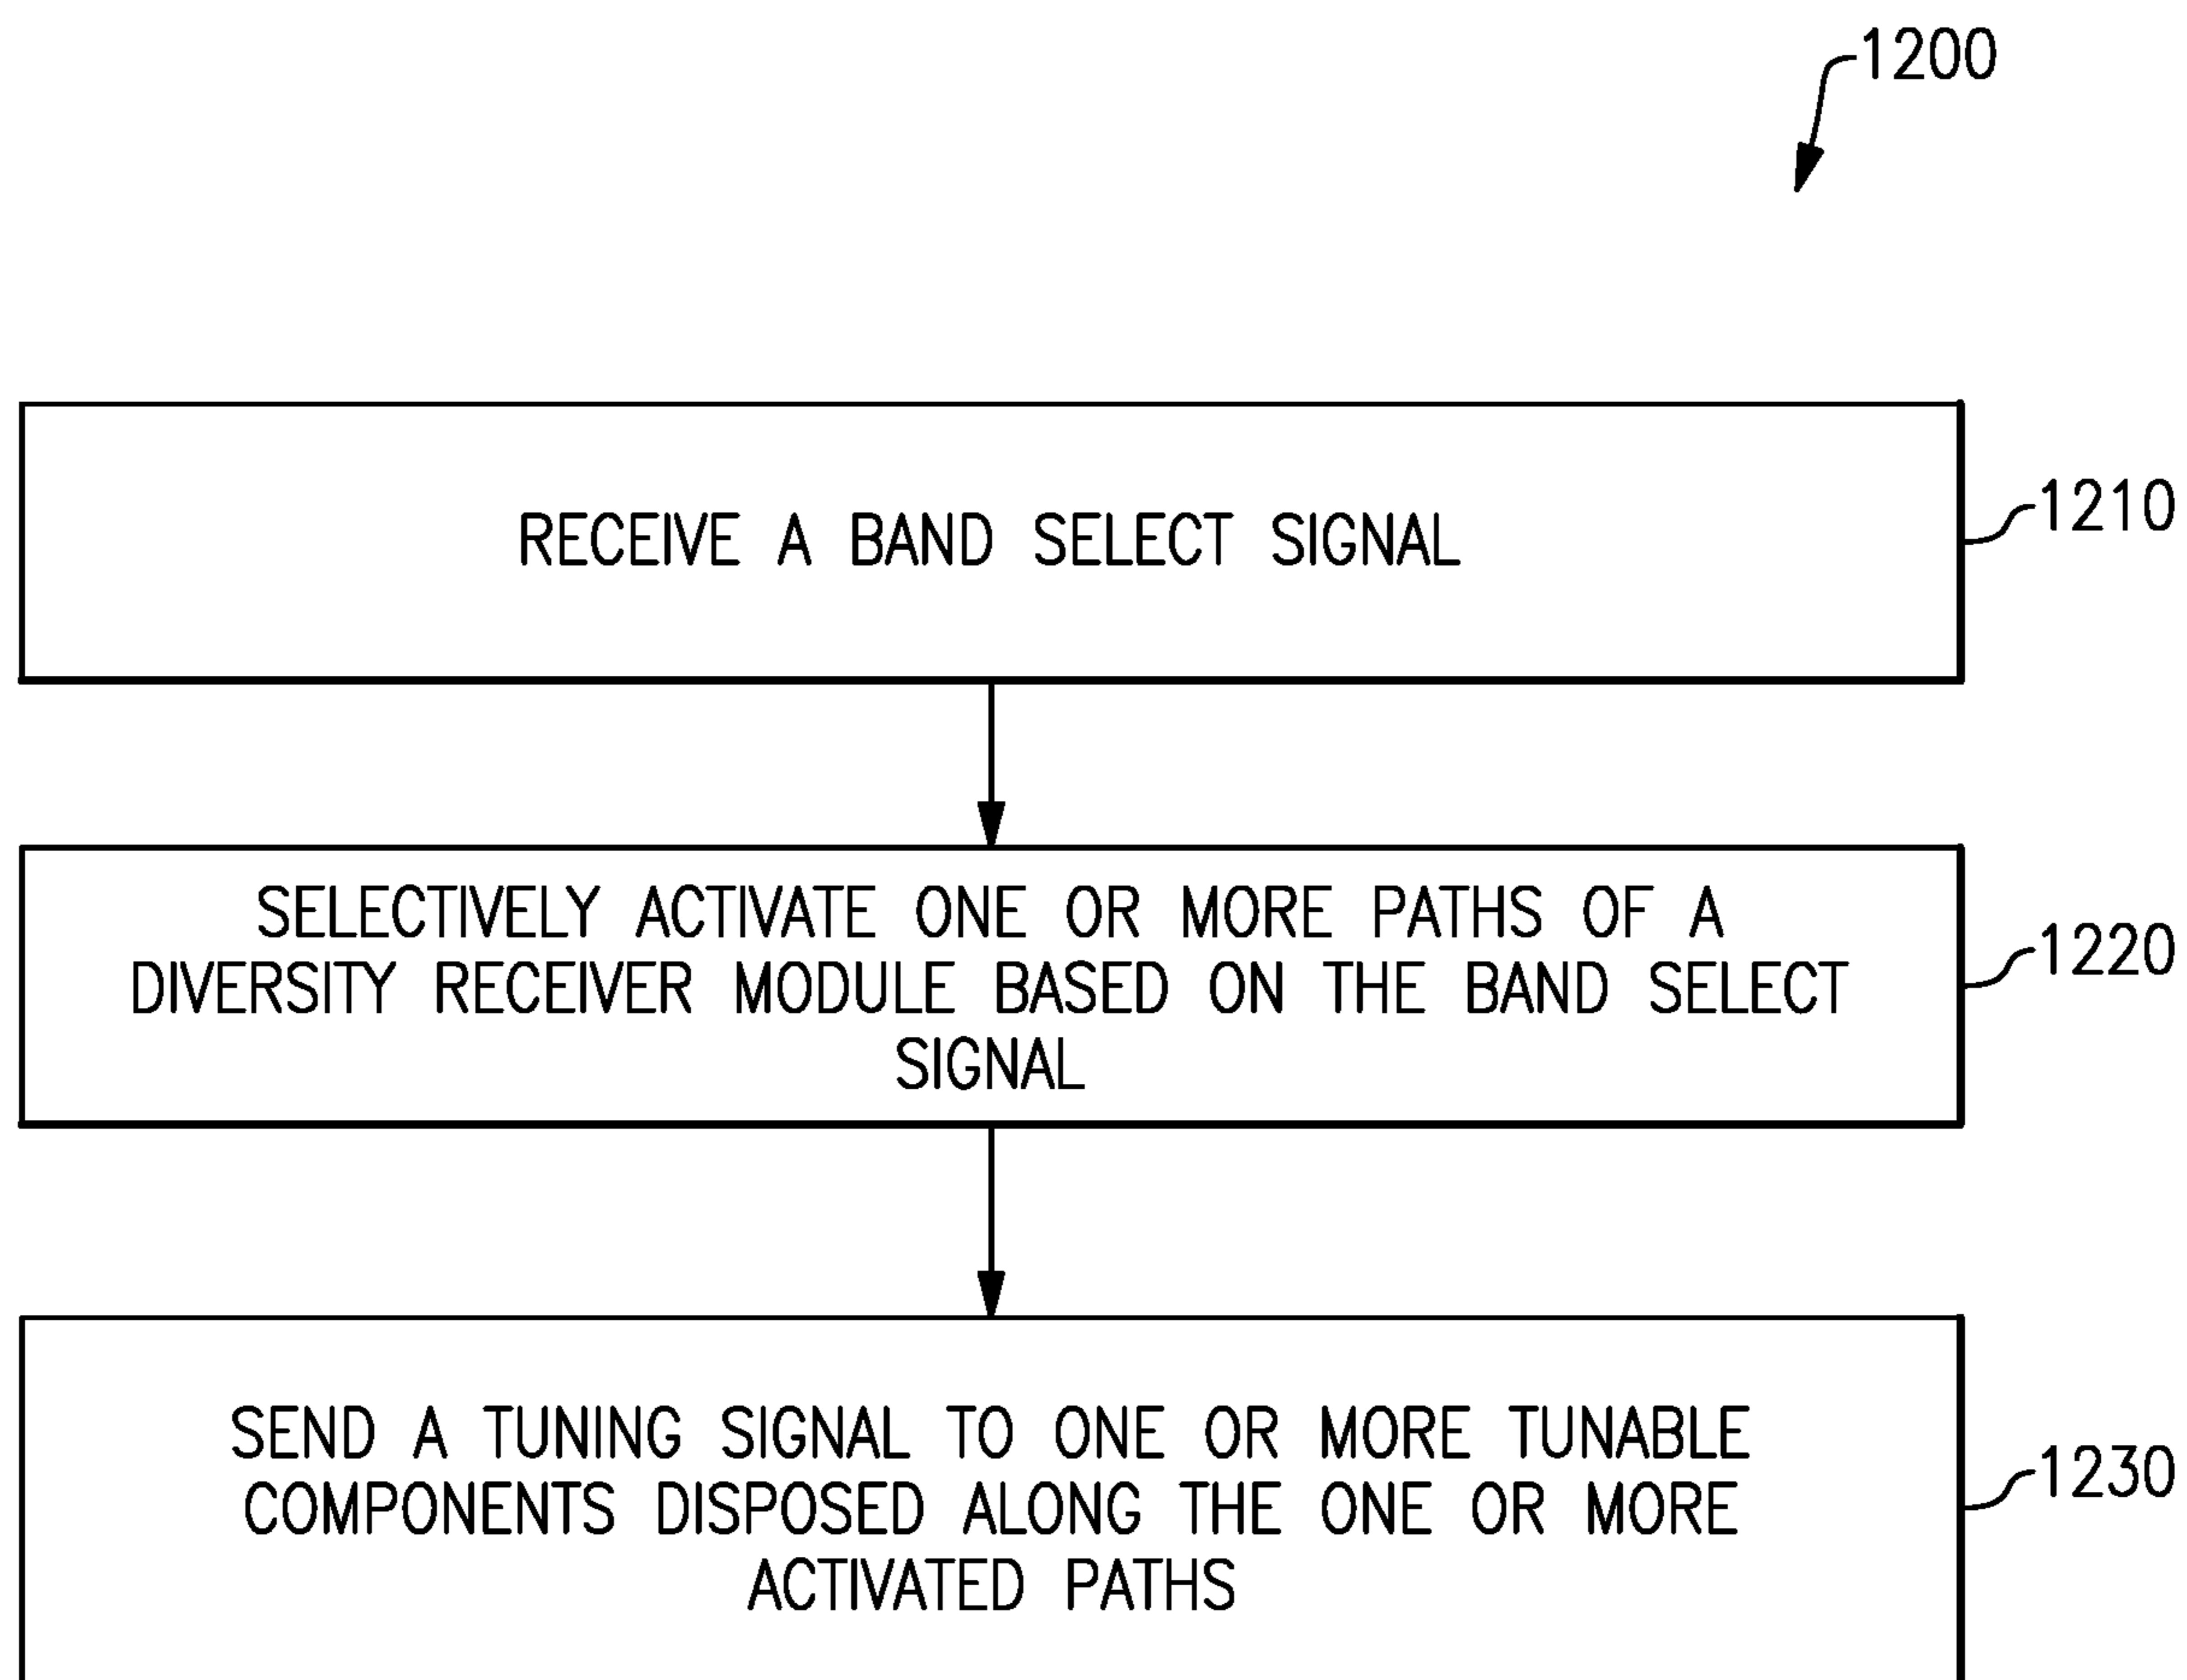 1200
RECEIVE A BAND SELECT SIGNAL
1210
SELECTIVELY ACTIVATE ONE OR MORE PATHS OF A
DIVERSITY RECEIVER MODULE BASED ON THE BAND SELECT
SIGNAL
1220
SEND A TUNING SIGNAL TO ONE OR MORE TUNABLE
COMPONENTS DISPOSED ALONG THE ONE OR MORE
ACTIVATED PATHS
1230